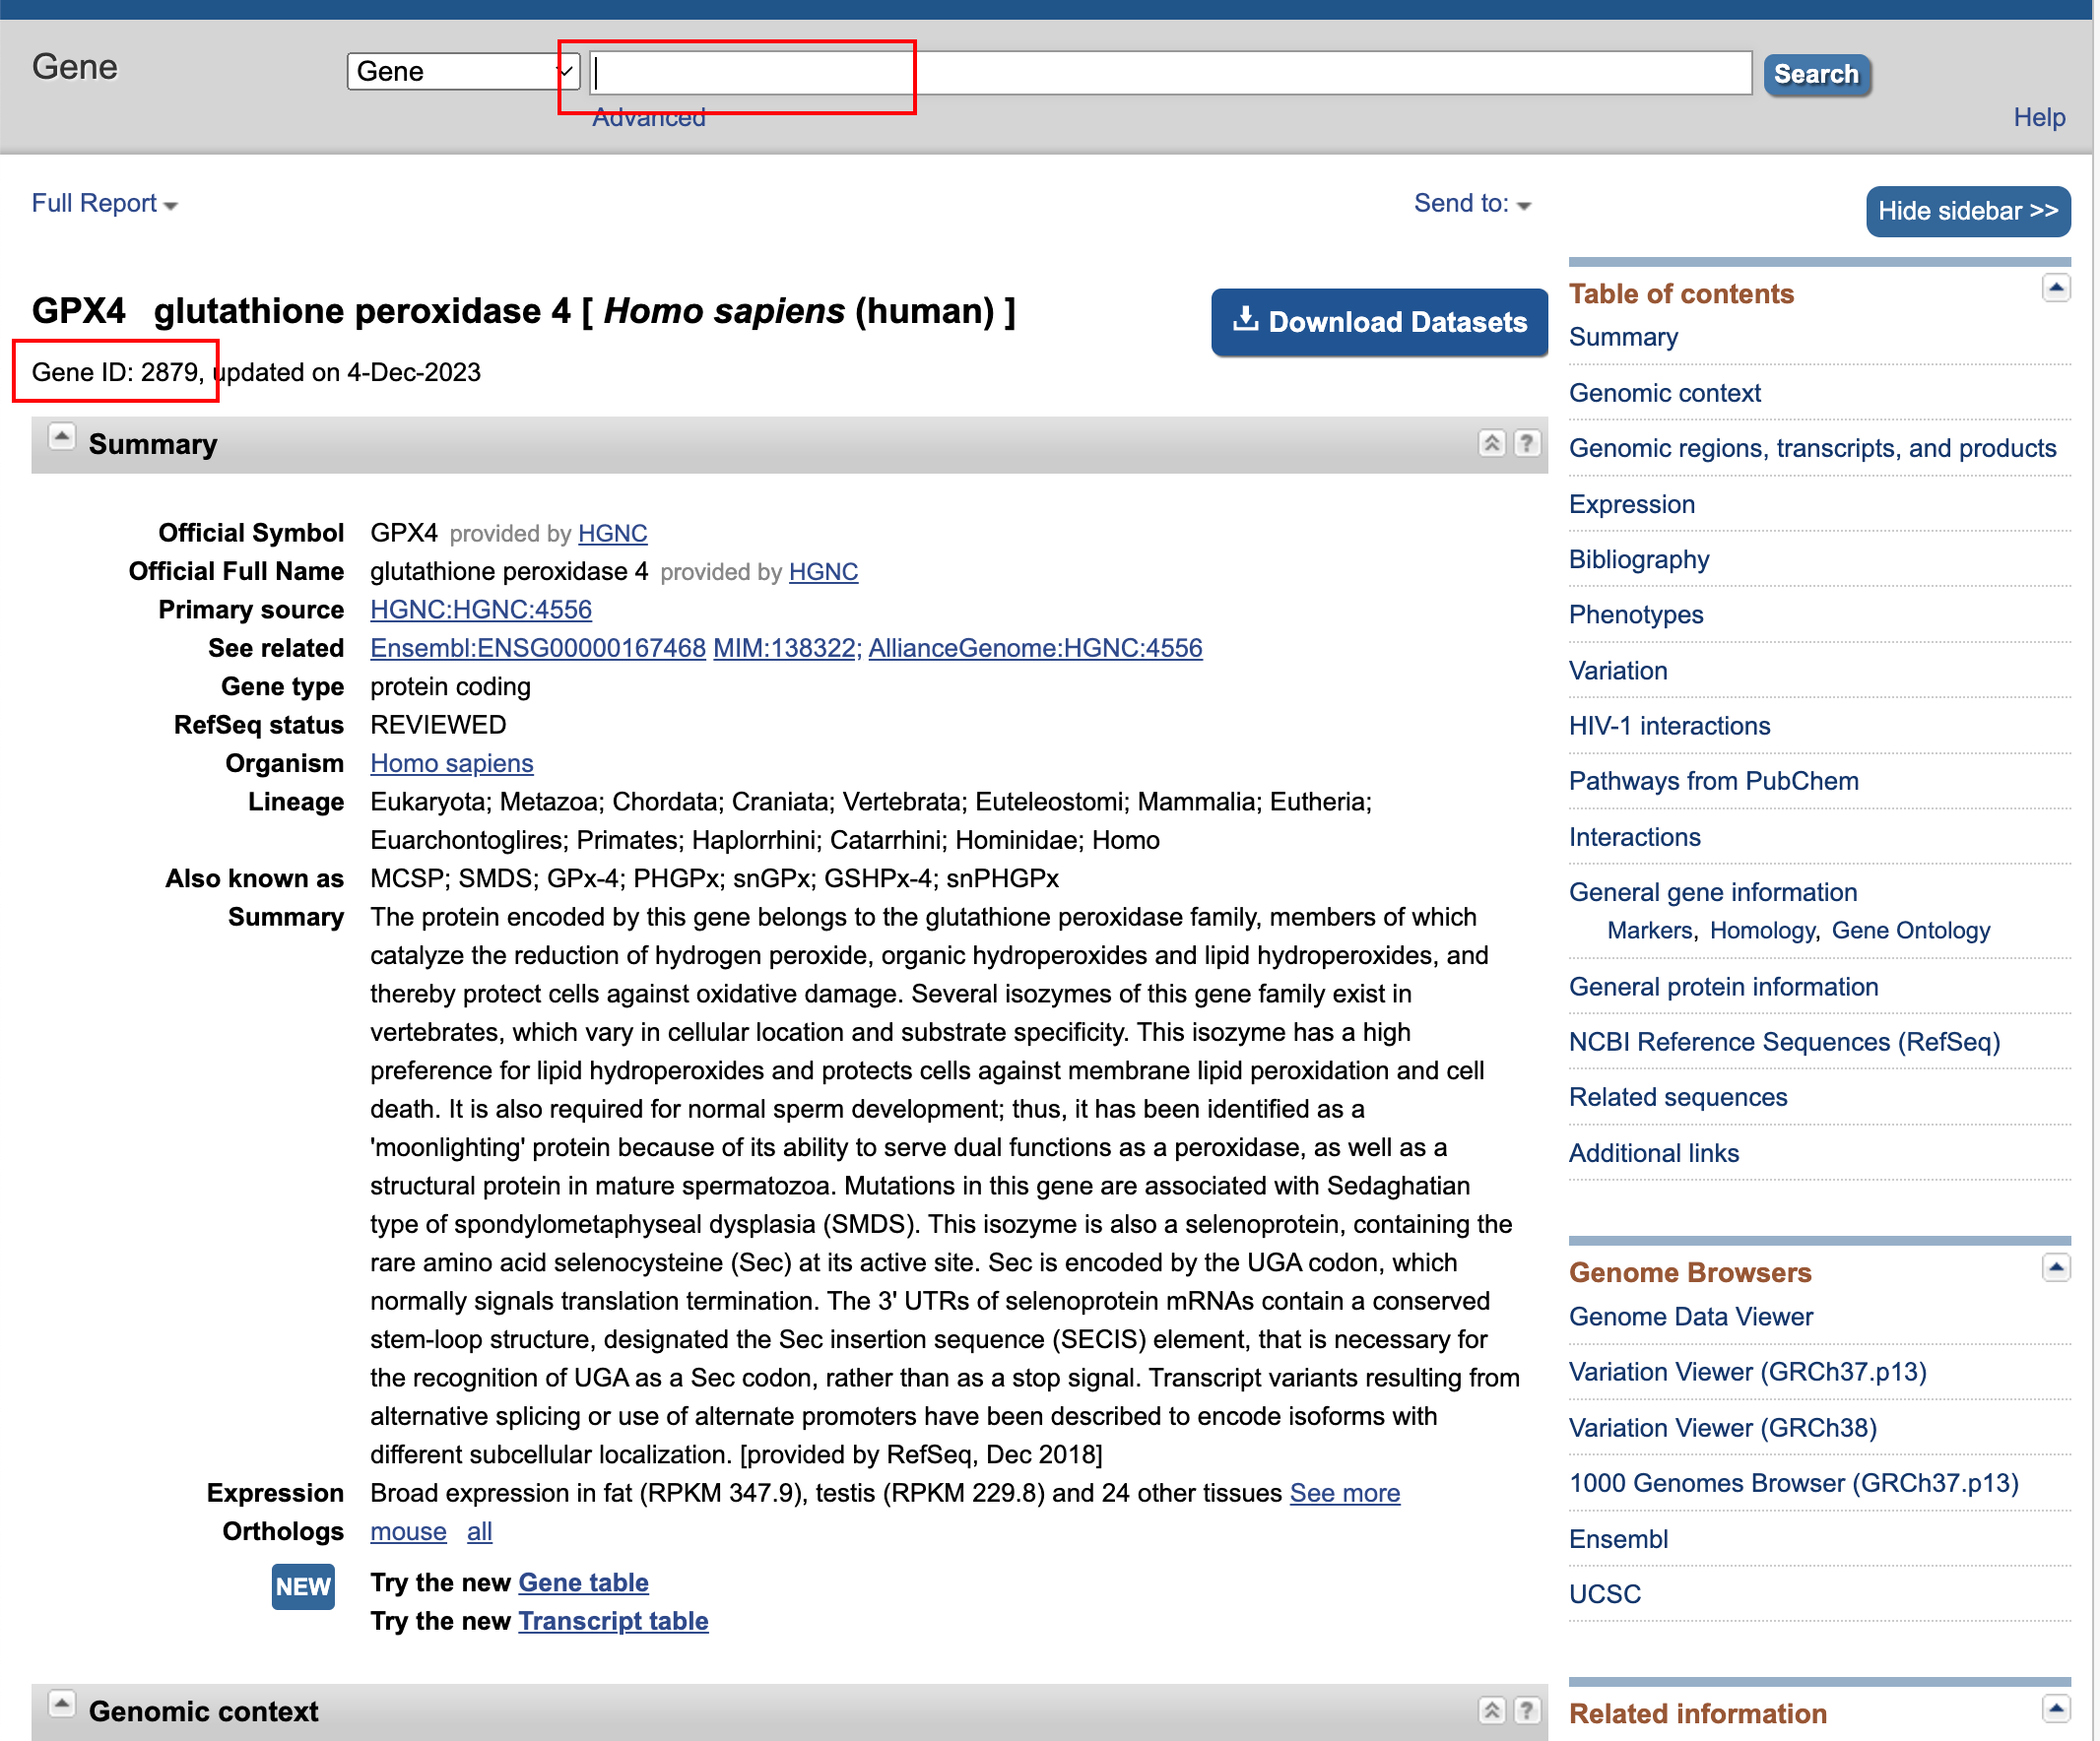 Gene
Gene
Search
Advanced
Help
Full Report
Send to:
Hide sidebar >>
GPX4 glutathione peroxidase 4 [ Homo sapiens (human) ]
Download Datasets
Gene ID: 2879, updated on 4-Dec-2023
Summary
?
Official Symbol GPX4 provided by HGNC
Official Full Name glutathione peroxidase 4 provided by HGNC
Primary source HGNC:HGNC:4556
See related Ensembl:ENSG00000167468 MIM:138322; AllianceGenome:HGNC:4556
Gene type protein coding
RefSeq status REVIEWED
Organism Homo sapiens
Lineage Eukaryota; Metazoa; Chordata; Craniata; Vertebrata; Euteleostomi; Mammalia; Eutheria;
Euarchontoglires; Primates; Haplorrhini; Catarrhini; Hominidae; Homo
Also known as MCSP; SMDS; GPx-4; PHGPx; snGPx; GSHPx-4; snPHGPx
Summary The protein encoded by this gene belongs to the glutathione peroxidase family, members of which
catalyze the reduction of hydrogen peroxide, organic hydroperoxides and lipid hydroperoxides, and
thereby protect cells against oxidative damage. Several isozymes of this gene family exist in
vertebrates, which vary in cellular location and substrate specificity. This isozyme has a high
preference for lipid hydroperoxides and protects cells against membrane lipid peroxidation and cell
death. It is also required for normal sperm development; thus, it has been identified as a
'moonlighting' protein because of its ability to serve dual functions as a peroxidase, as well as a
structural protein in mature spermatozoa. Mutations in this gene are associated with Sedaghatian
type of spondylometaphyseal dysplasia (SMDS). This isozyme is also a selenoprotein, containing the
rare amino acid selenocysteine (Sec) at its active site. Sec is encoded by the UGA codon, which
normally signals translation termination. The 3' UTRs of selenoprotein mRNAs contain a conserved
stem-loop structure, designated the Sec insertion sequence (SECIS) element, that is necessary for
the recognition of UGA as a Sec codon, rather than as a stop signal. Transcript variants resulting from
alternative splicing or use of alternate promoters have been described to encode isoforms with
different subcellular localization. [provided by RefSeq, Dec 2018]
Expression Broad expression in fat (RPKM 347.9), testis (RPKM 229.8) and 24 other tissues See more
Orthologs mouse all
NEW Try the new Gene table
Try the new Transcript table
Genomic context
?
Table of contents
Summary
Genomic context
Genomic regions, transcripts, and products
Expression
Bibliography
Phenotypes
Variation
HIV-1 interactions
Pathways from PubChem
Interactions
General gene information
Markers, Homology, Gene Ontology
General protein information
NCBI Reference Sequences (RefSeq)
Related sequences
Additional links
Genome Browsers
Genome Data Viewer
Variation Viewer (GRCh37.p13)
Variation Viewer (GRCh38)
1000 Genomes Browser (GRCh37.p13)
Ensembl
UCSC
Related information